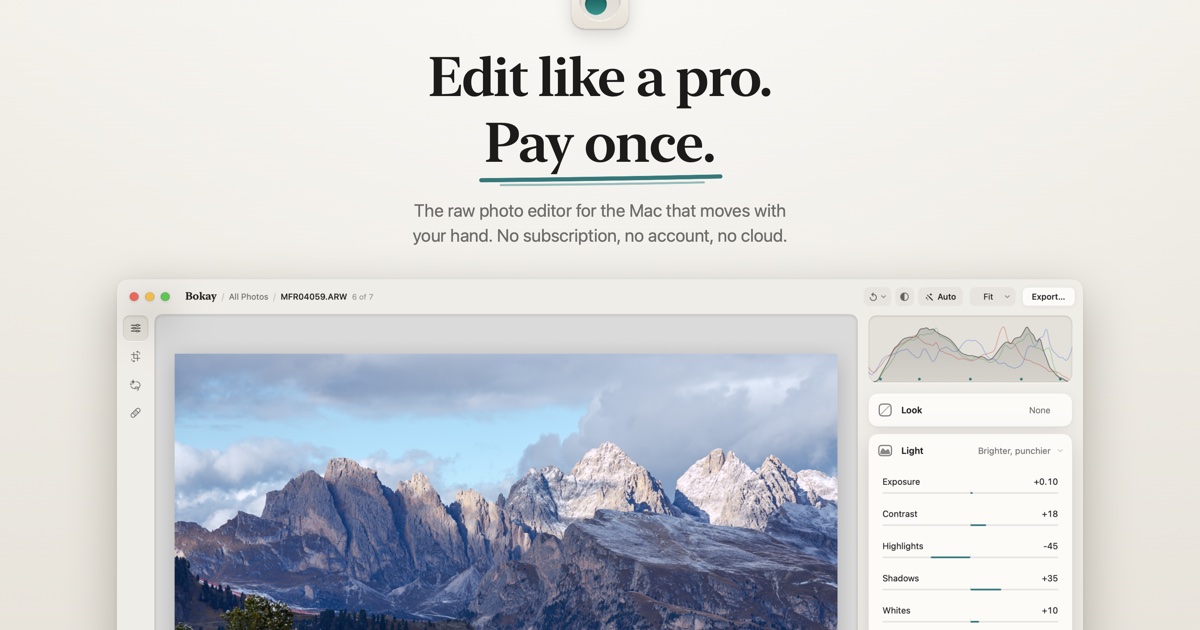 Edit like a pro.
Pay once.
The raw photo editor for the Mac that moves with
your hand. No subscription, no account, no cloud.
Bokay / All Photos / MFR04059.ARW 6 of 7
Auto
Fit
Export...
Look None
Light Brighter, punchier
Exposure +0.10
Contrast +18
Highlights -45
Shadows +35
Whites +10